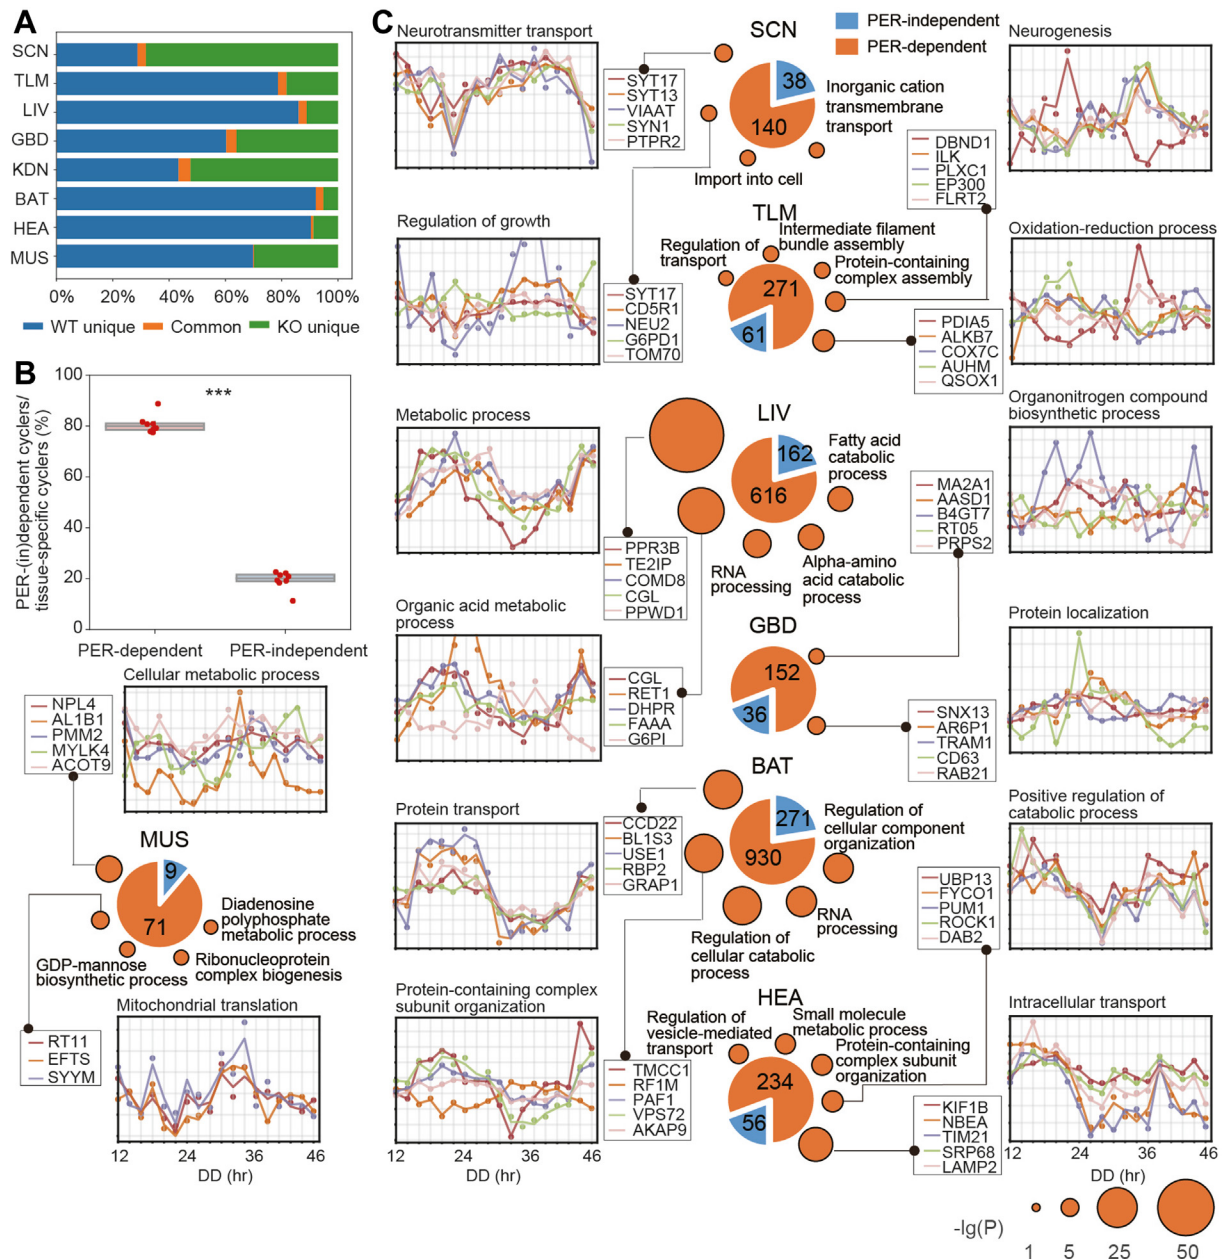 A
SCN
TLM
LIV
GBD
KDN
BAT
HEA
MUS
0% 20% 40% 60% 80% 100%
WT unique Common KO unique
B
PER-(in)dependent cyclers/
tissue-specific cyclers (%)
100
80
60
40
20
0
***
PER-dependent PER-independent
C
PER-independent
PER-dependent
SCN
38
140
Inorganic cation
transmembrane
transport
Import into cell
Neurotransmitter transport
SYT17
SYT13
VIAAT
SYN1
PTPR2
Regulation of growth
SYT17
CD5R1
NEU2
G6PD1
TOM70
TLM
271
61
Regulation of
transport
Intermediate filament
bundle assembly
Protein-containing
complex assembly
Neurogenesis
DBND1
ILK
PLXC1
EP300
FLRT2
Oxidation-reduction process
PDIA5
ALKB7
COX7C
AUHM
QSOX1
LIV
162
616
Fatty acid
catabolic
process
Alpha-amino
acid catabolic
process
RNA
processing
Metabolic process
PPR3B
TE2IP
COMD8
CGL
PPWD1
Organic acid metabolic
process
CGL
RET1
DHPR
FAAA
G6PI
GBD
152
36
Organonitrogen compound
biosynthetic process
MA2A1
AASD1
B4GT7
RT05
PRPS2
Protein localization
SNX13
AR6P1
TRAM1
CD63
RAB21
BAT
271
930
Regulation of
cellular component
organization
RNA
processing
Regulation of
cellular catabolic
process
Protein transport
CCD22
BL1S3
USE1
RBP2
GRAP1
Protein-containing complex
subunit organization
TMCC1
RF1M
PAF1
VPS72
AKAP9
12 24 36 46
DD (hr)
HEA
234
56
Regulation of
vesicle-mediated
transport
Small molecule
metabolic process
Protein-containing
complex subunit
organization
Positive regulation of
catabolic process
UBP13
FYCO1
PUM1
ROCK1
DAB2
Intracellular transport
KIF1B
NBEA
TIM21
SRP68
LAMP2
12 24 36 46
DD (hr)
Cellular metabolic process
NPL4
AL1B1
PMM2
MYLK4
ACOT9
MUS
9
71
Diadenosine
polyphosphate
metabolic process
Ribonucleoprotein
complex biogenesis
GDP-mannose
biosynthetic process
Mitochondrial translation
RT11
EFTS
SYYM
12 24 36 46
DD (hr)
-lg(P)
1 5 25 50